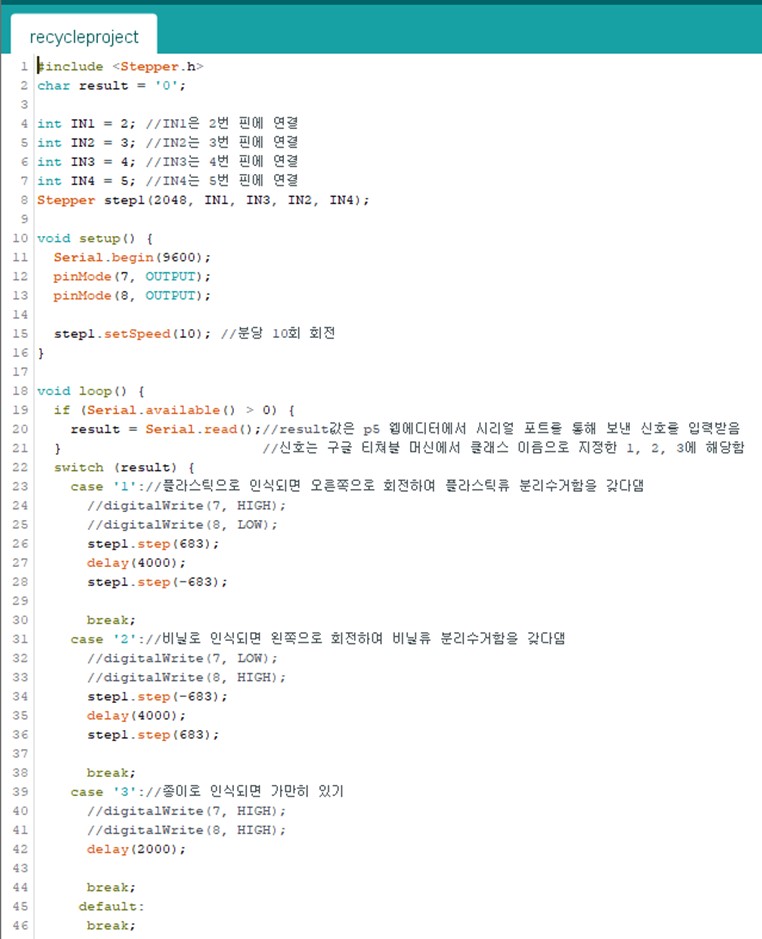 recycleproject
1 #include <Stepper.h>
2 char result = '0';
3
4 int IN1 = 2; //IN1은 2번 핀에 연결
5 int IN2 = 3; //IN2는 3번 핀에 연결
6 int IN3 = 4; //IN3는 4번 핀에 연결
7 int IN4 = 5; //IN4는 5번 핀에 연결
8 Stepper step1(2048, IN1, IN3, IN2, IN4);
9
10 void setup() {
11 Serial.begin(9600);
12 pinMode(7, OUTPUT);
13 pinMode(8, OUTPUT);
14
15 step1.setSpeed(10); //분당 10회 회전
16 }
17
18 void loop() {
19 if (Serial.available() > 0) {
20 result = Serial.read();//result값은 p5 웹에디터에서 시리얼 포트를 통해 보낸 신호를 입력받음
21 } //신호는 구글 티쳐블 머신에서 클래스 이름으로 지정한 1, 2, 3에 해당함
22 switch (result) {
23 case '1'://플라스틱으로 인식되면 오른쪽으로 회전하여 플라스틱류 분리수거함을 갖다댐
24 //digitalWrite(7, HIGH);
25 //digitalWrite(8, LOW);
26 step1.step(683);
27 delay(4000);
28 step1.step(-683);
29
30 break;
31 case '2'://비닐로 인식되면 왼쪽으로 회전하여 비닐류 분리수거함을 갖다댐
32 //digitalWrite(7, LOW);
33 //digitalWrite(8, HIGH);
34 step1.step(-683);
35 delay(4000);
36 step1.step(683);
37
38 break;
39 case '3'://종이로 인식되면 가만히 있기
40 //digitalWrite(7, HIGH);
41 //digitalWrite(8, HIGH);
42 delay(2000);
43
44 break;
45 default:
46 break;